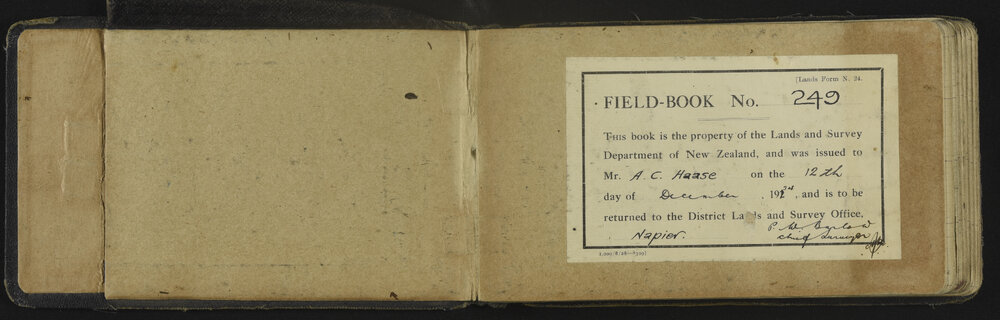 [Lands Form N. 24.
FIELD-BOOK No. 249
THIS book is the property of the Lands and Survey
Department of New Zealand, and was issued to
Mr. A. C. Haase on the 12th
day of December, and is to be
returned to the District Lands and Survey Office,
Napier.
Chief Surveyor